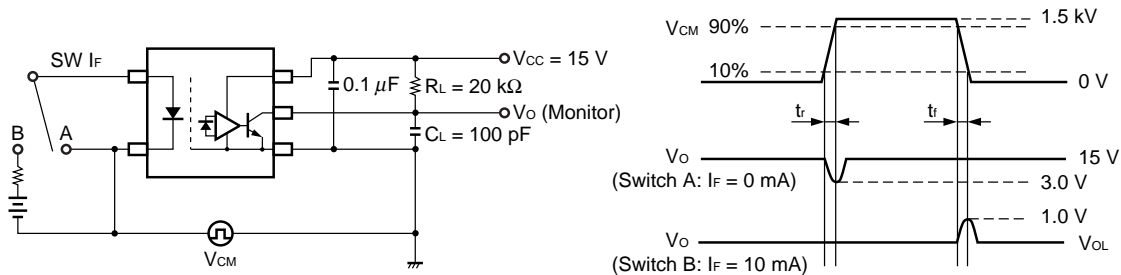 SW IF
B
A
VCC = 15 V
0.1 μF
RL = 20 kΩ
VO (Monitor)
CL = 100 pF
VCM
VCM 90%
1.5 kV
10%
0 V
tr
tf
VO
15 V
(Switch A: IF = 0 mA)
3.0 V
1.0 V
VO
VOL
(Switch B: IF = 10 mA)